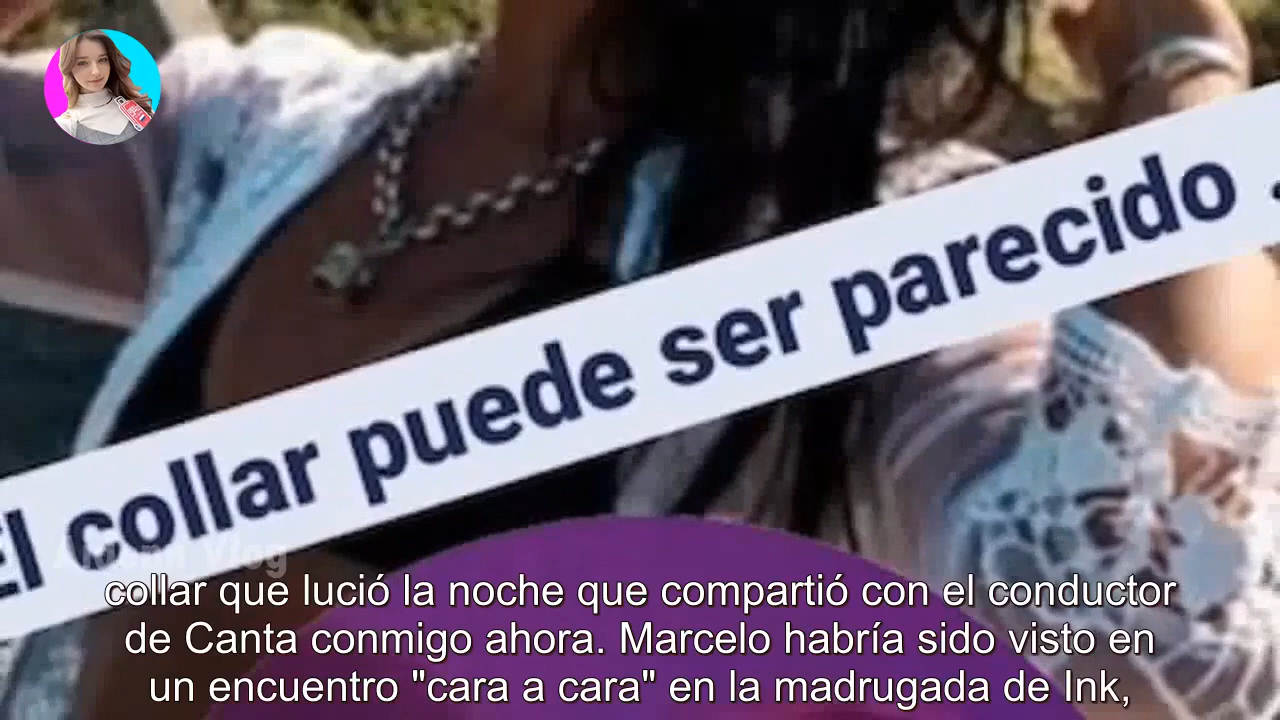 El collar puede ser parecido .
Vlog
collar que lució la noche que compartió con el conductor
de Canta conmigo ahora. Marcelo habría sido visto en
un encuentro "cara a cara" en la madrugada de Ink,